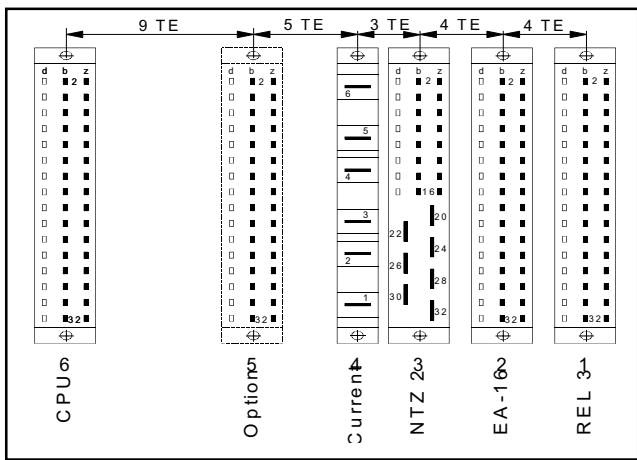 9 TE 5 TE 3 TE 4 TE 4 TE
d b z d b z d b z d b z d b z
2 2 2 2 2
6
5
4
16
3
20
22
2
24
26
28
1
30
32
32 32 32 32
6 5 4 3 2 1
CPU
Option
Current
NTZ 2
EA-16
REL 3